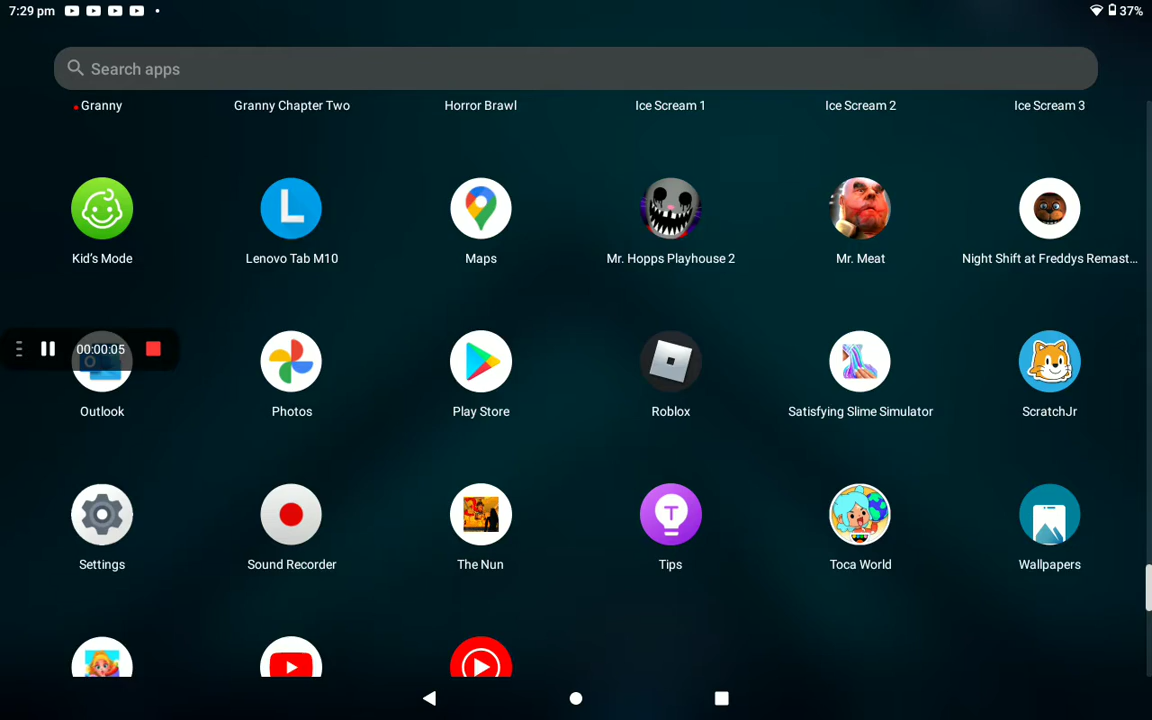 7:29 pm
37%
Search apps
Granny
Granny Chapter Two
Horror Brawl
Ice Scream 1
Ice Scream 2
Ice Scream 3
L
T
Kid's Mode
Lenovo Tab M10
Maps
Mr. Hopps Playhouse 2
Mr. Meat
Night Shift at Freddys Remast...
00:00:05
Outlook
Photos
Play Store
Roblox
Satisfying Slime Simulator
ScratchJr
Settings
Sound Recorder
The Nun
Tips
Toca World
Wallpapers